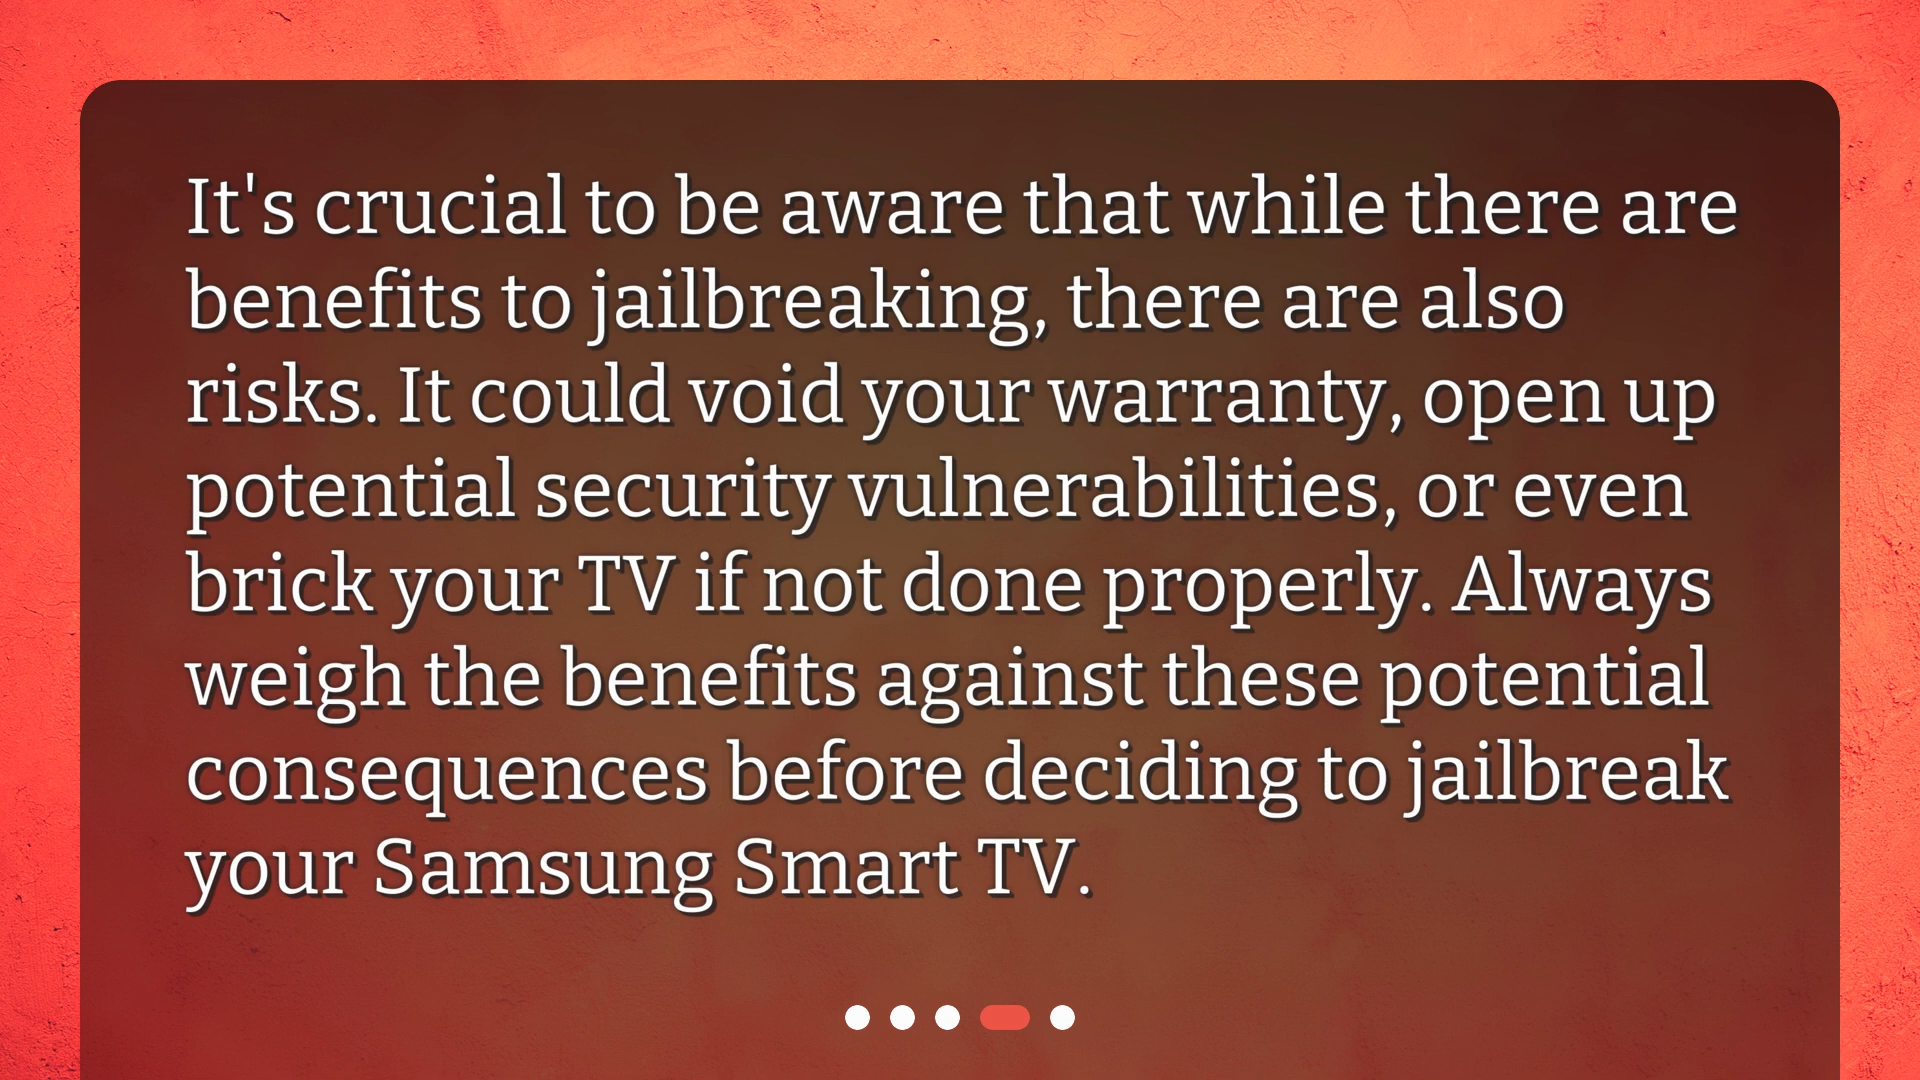 It's crucial to be aware that while there are
benefits to jailbreaking, there are also
risks. It could void your warranty, open up
potential security vulnerabilities, or even
brick your TV if not done properly. Always
weigh the benefits against these potential
consequences before deciding to jailbreak
your Samsung Smart TV.